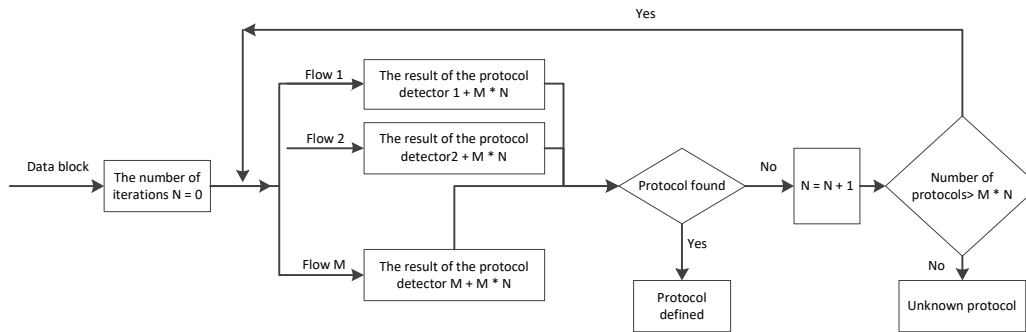 Yes
Flow 1
The result of the protocol
detector 1 + M * N
Flow 2
The result of the protocol
detector2 + M * N
Data block
The number of
iterations N = 0
Protocol found
No
N = N + 1
Number of
protocols> M * N
Flow M
The result of the protocol
detector M + M * N
Yes
No
Protocol
defined
Unknown protocol